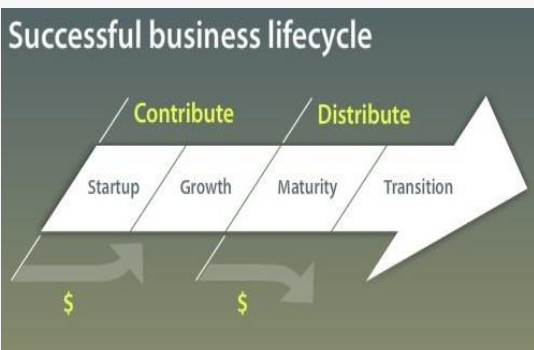 Successful business lifecycle
Contribute Distribute
Startup Growth Maturity Transition
$ $